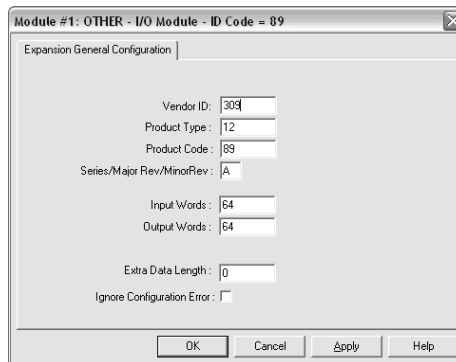 Module #1: OTHER - I/O Module - ID Code = 89
Expansion General Configuration
Vendor ID: 309
Product Type : 12
Product Code : 89
Series/Major Rev/MinorRev : A
Input Words : 64
Output Words : 64
Extra Data Length : 0
Ignore Configuration Error :
OK Cancel Apply Help